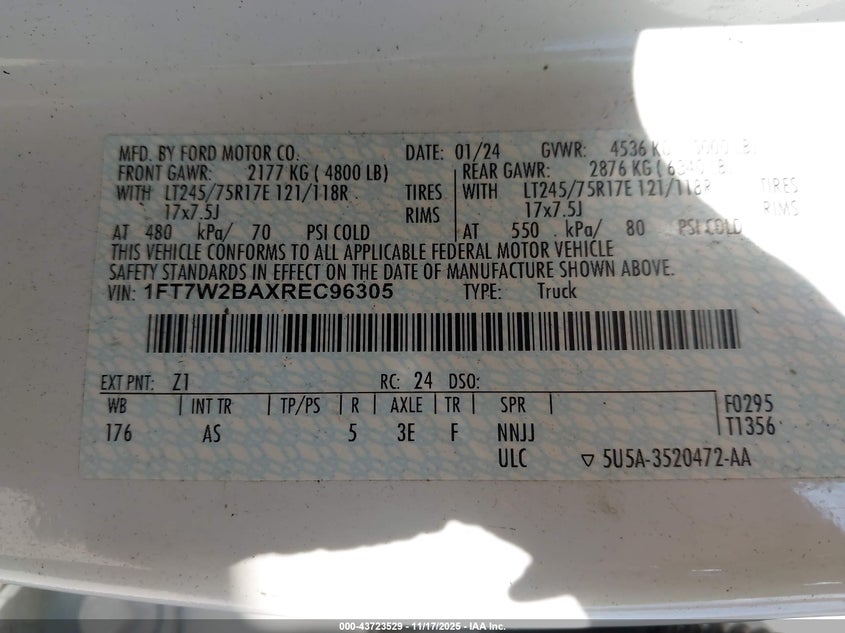 MFD. BY FORD MOTOR CO. DATE: 01/24 GVWR: 4536 KG
FRONT GAWR: 2177 KG ( 4800 LB) REAR GAWR: 2876 KG (
WITH LT245/75R17E 121/118R TIRES WITH LT245/75R17E 121/118R TIRES
17x7.5J RIMS 17x7.5J RIMS
AT 480 kPa/ 70 PSI COLD AT 550 kPa/ 80 PSI COLD
THIS VEHICLE CONFORMS TO ALL APPLICABLE FEDERAL MOTOR VEHICLE
SAFETY STANDARDS IN EFFECT ON THE DATE OF MANUFACTURE SHOWN ABOVE.
VIN: 1FT7W2BAXREC96305 TYPE: Truck
EXT PNT: Z1 RC: 24 DSO:
WB INT TR TP/PS R AXLE TR SPR F0295
176 AS 5 3E F NNJJ T1356
ULC ▽ 5U5A-3520472-AA
000-43723529 - 11/17/2025 - IAA Inc.